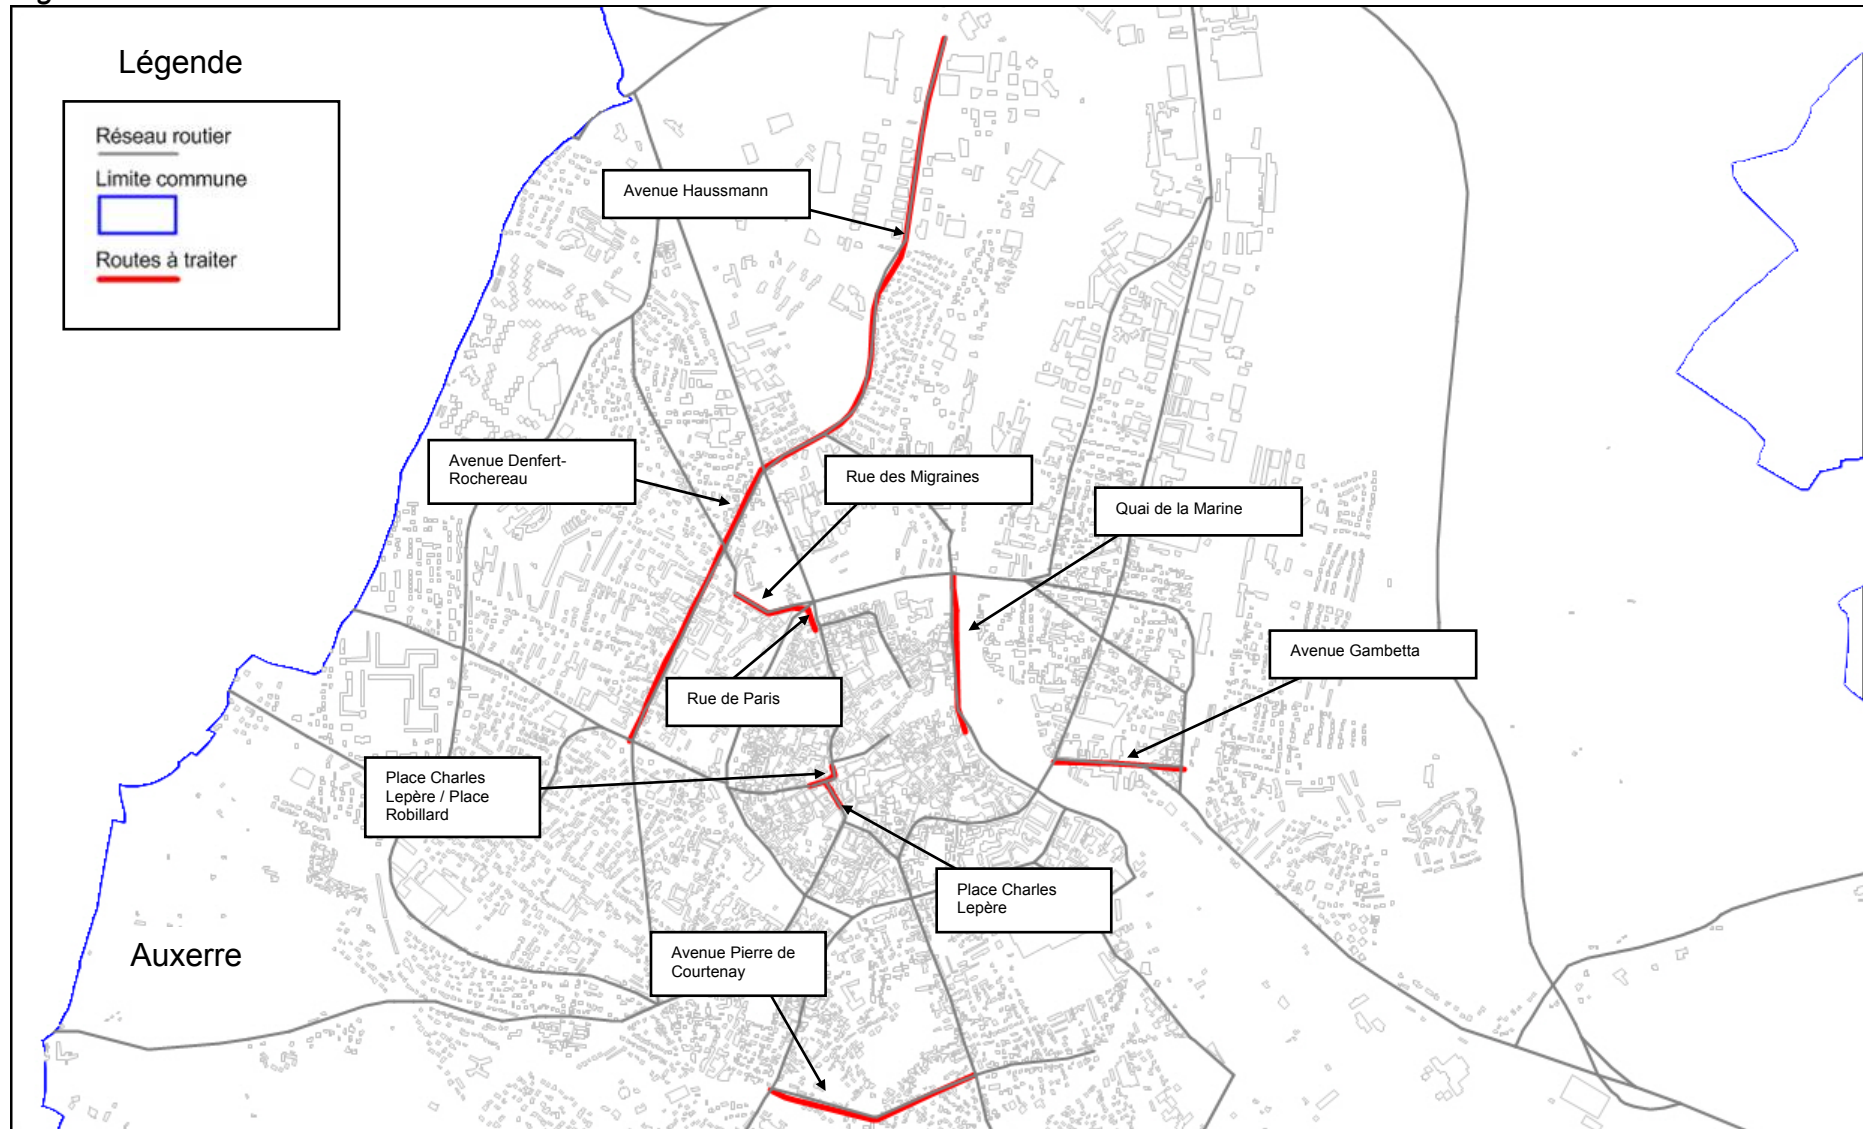 Légende
Réseau routier
Limite commune
Routes à traiter
Avenue Haussmann
Avenue Denfert-
Rochereau
Rue des Migraines
Quai de la Marine
Avenue Gambetta
Rue de Paris
Place Charles
Lepère / Place
Robillard
Place Charles
Lepère
Auxerre
Avenue Pierre de
Courtenay